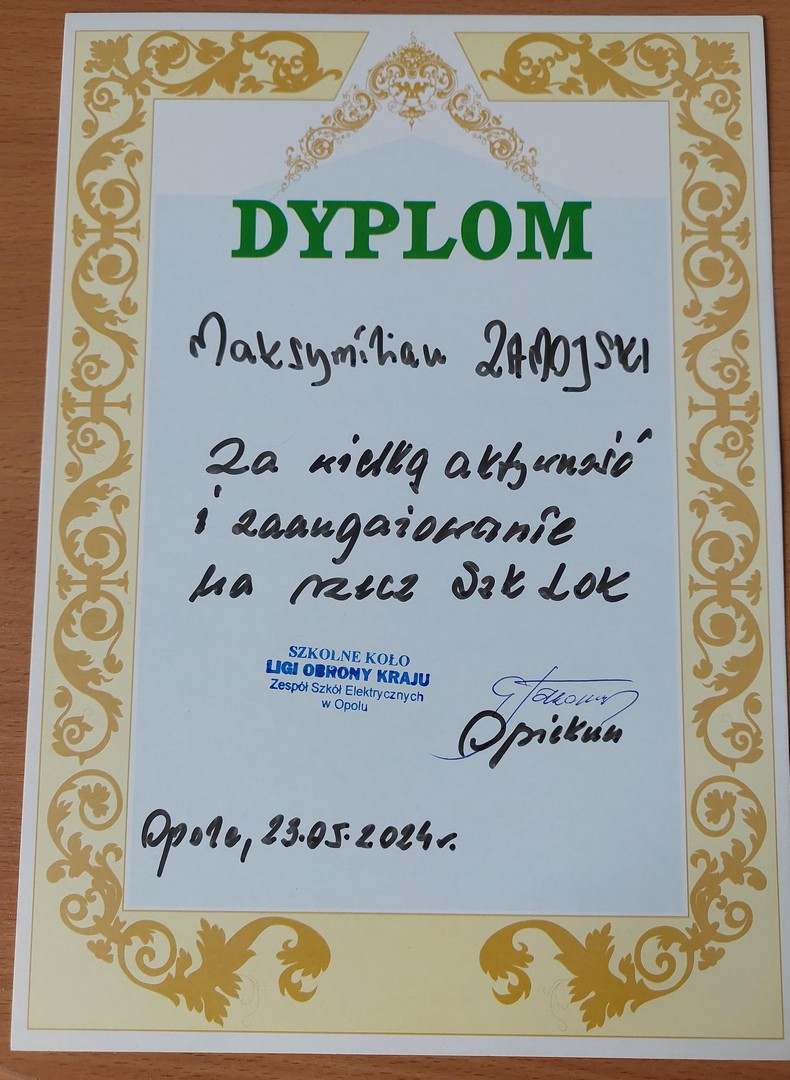 DYPLOM
Maksymilian ZAMOJSKI
Za wielką aktywność
i zaangażowanie
na rzecz Szk LOK
SZKOLNE KOŁO
LIGI OBRONY KRAJU
Zespół Szkół Elektrycznych
w Opolu
Opiekun
Opole, 23.05.2024r.